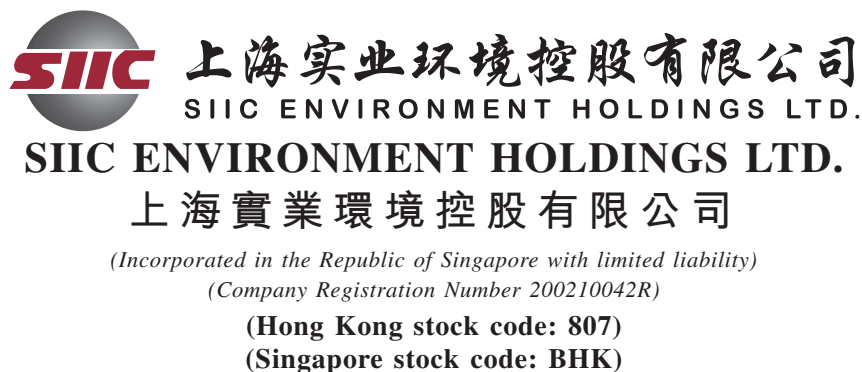 SIIC
上海实业环境控股有限公司
SIIC ENVIRONMENT HOLDINGS LTD.
SIIC ENVIRONMENT HOLDINGS LTD.
上海實業環境控股有限公司
(Incorporated in the Republic of Singapore with limited liability)
(Company Registration Number 200210042R)
(Hong Kong stock code: 807)
(Singapore stock code: BHK)